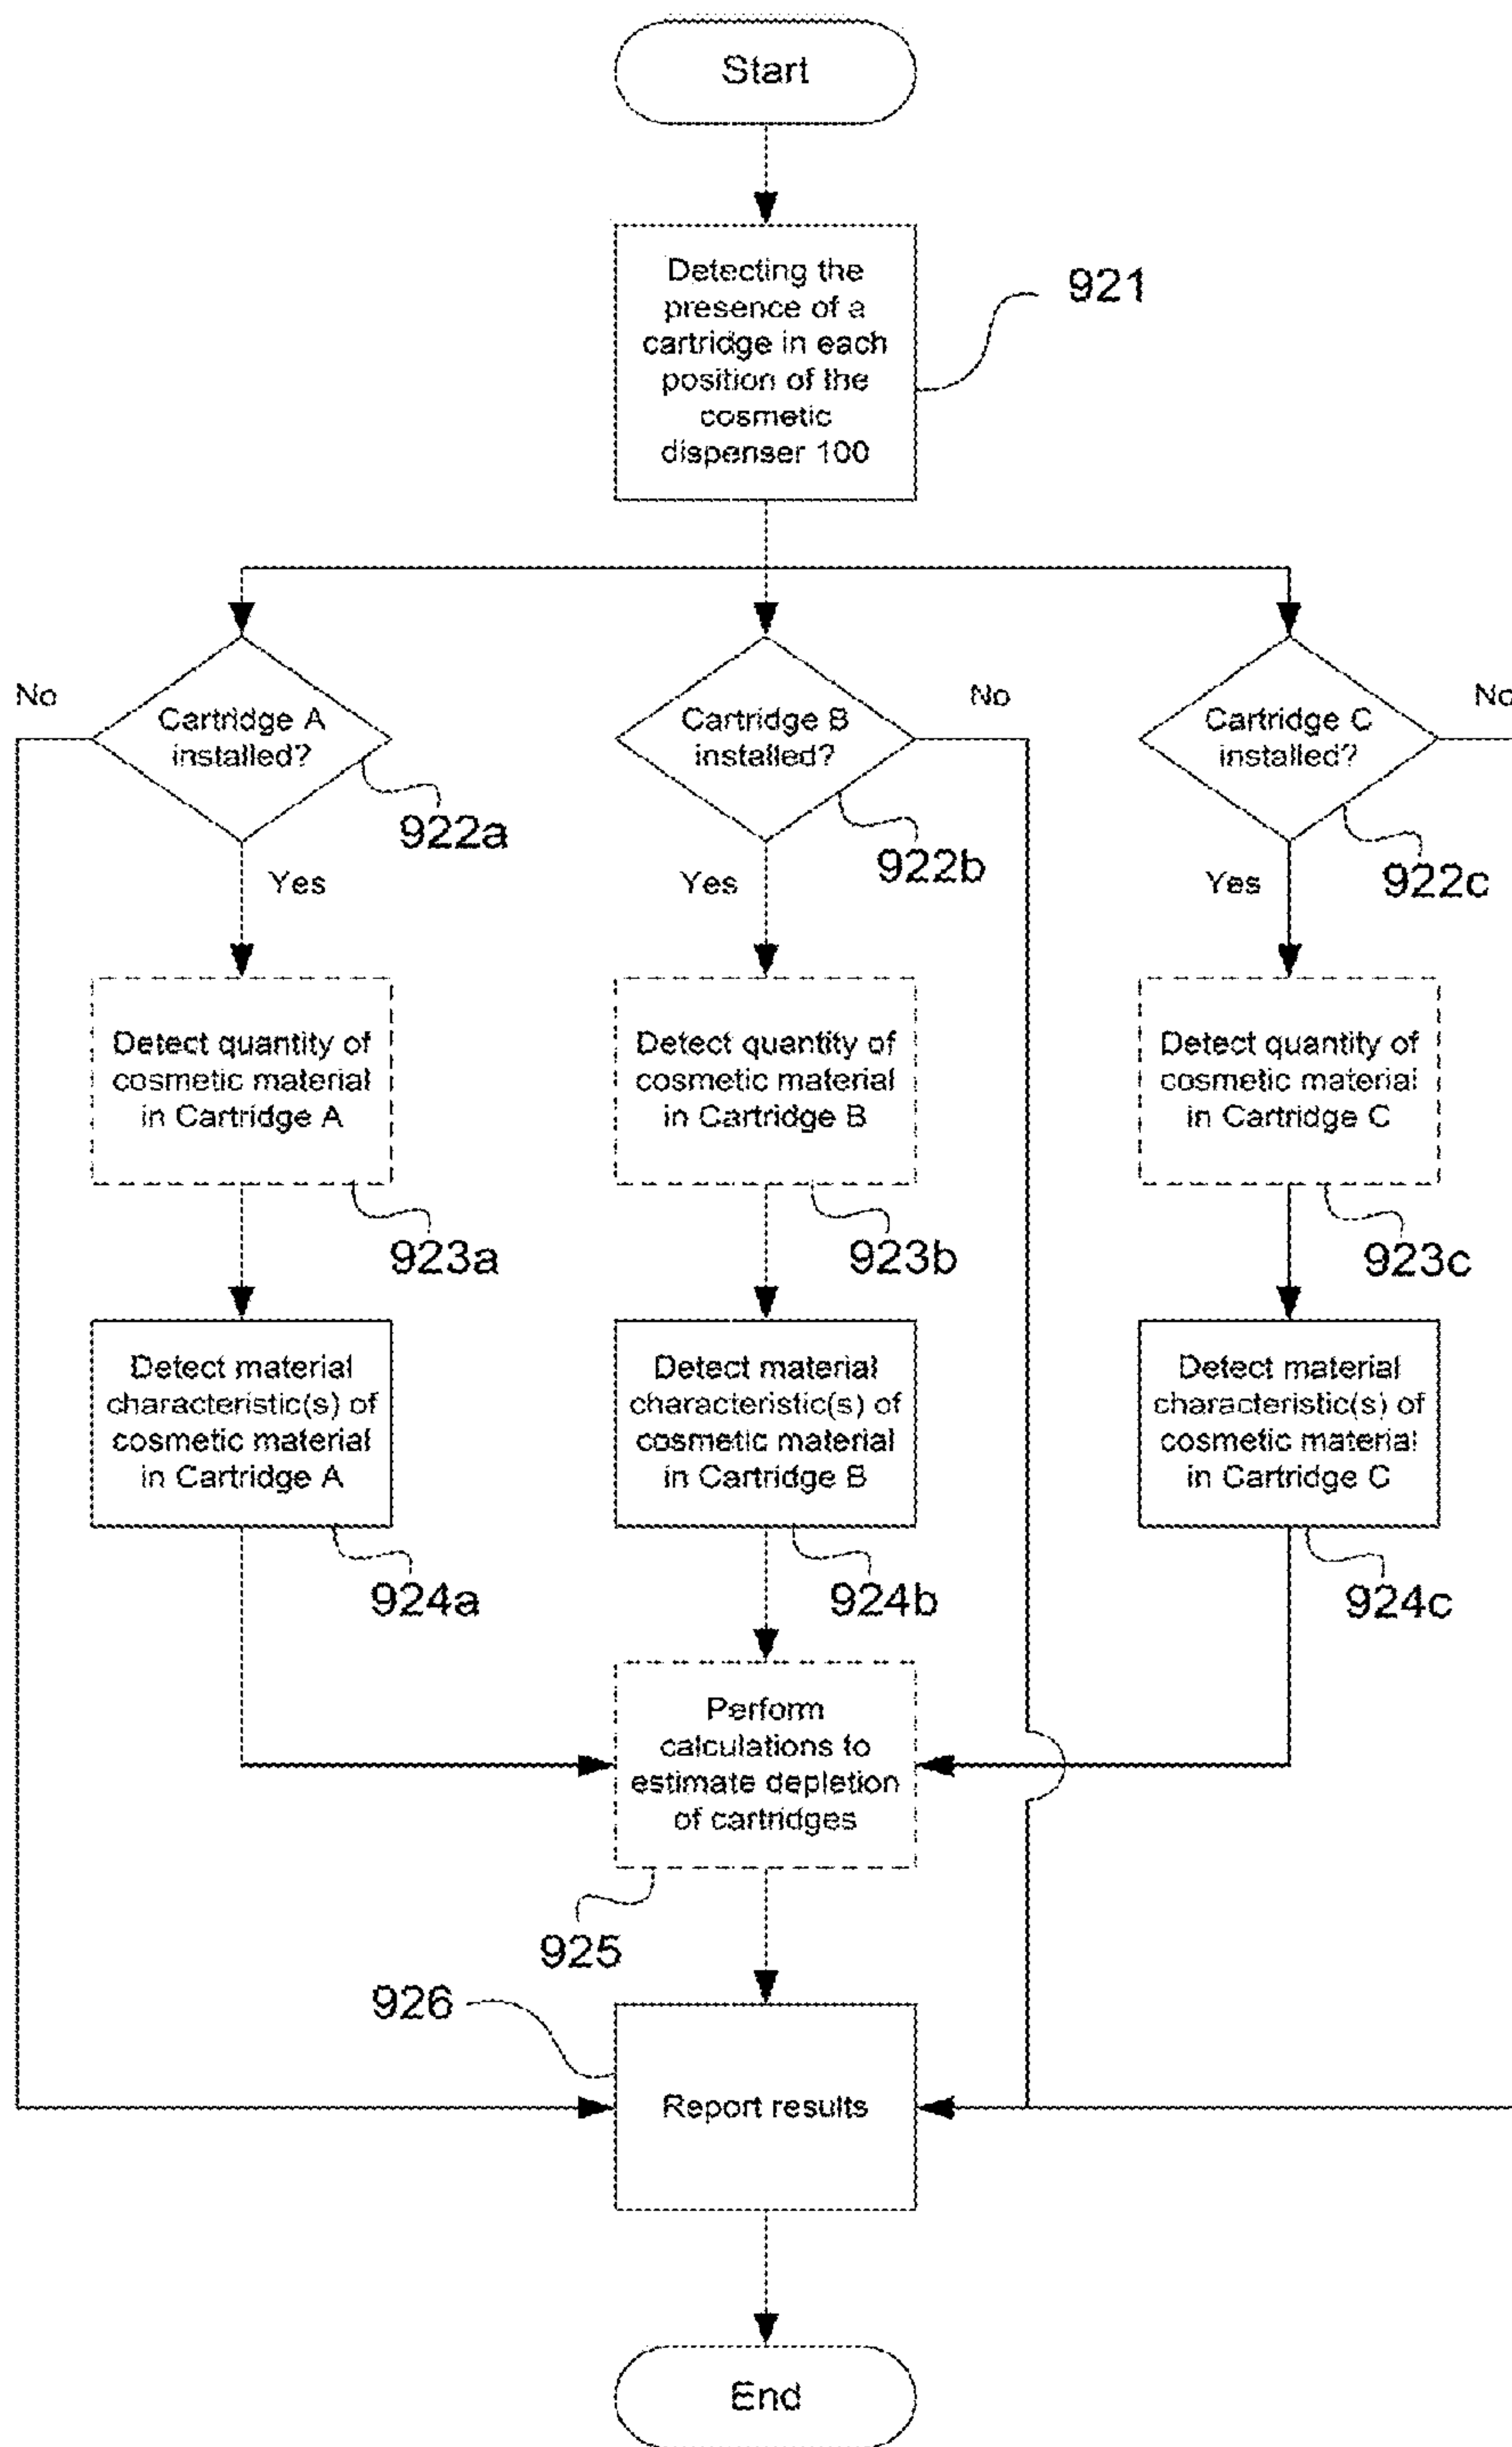 Start
Detecting the
presence of a
cartridge in each
position of the
cosmetic
dispenser 100
921
No
Cartridge A
installed?
922a
Yes
Cartridge B
installed?
No
922b
Yes
Cartridge C
installed?
No
922c
Yes
Detect quantity of
cosmetic material
in Cartridge A
923a
Detect quantity of
cosmetic material
in Cartridge B
923b
Detect quantity of
cosmetic material
in Cartridge C
923c
Detect material
characteristic(s) of
cosmetic material
in Cartridge A
924a
Detect material
characteristic(s) of
cosmetic material
in Cartridge B
924b
Detect material
characteristic(s) of
cosmetic material
in Cartridge C
924c
Perform
calculations to
estimate depletion
of cartridges
925
926
Report results
End